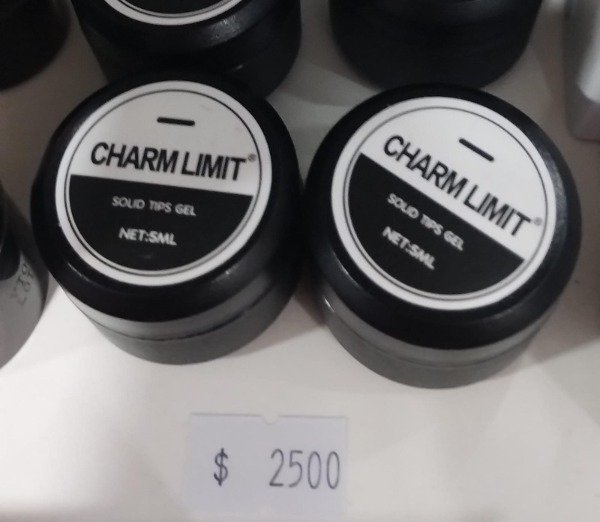 CHARM LIMIT®
SOLID TIPS GEL
NET:5ML
CHARM LIMIT®
SOLID TIPS GEL
NET:5ML
$ 2500